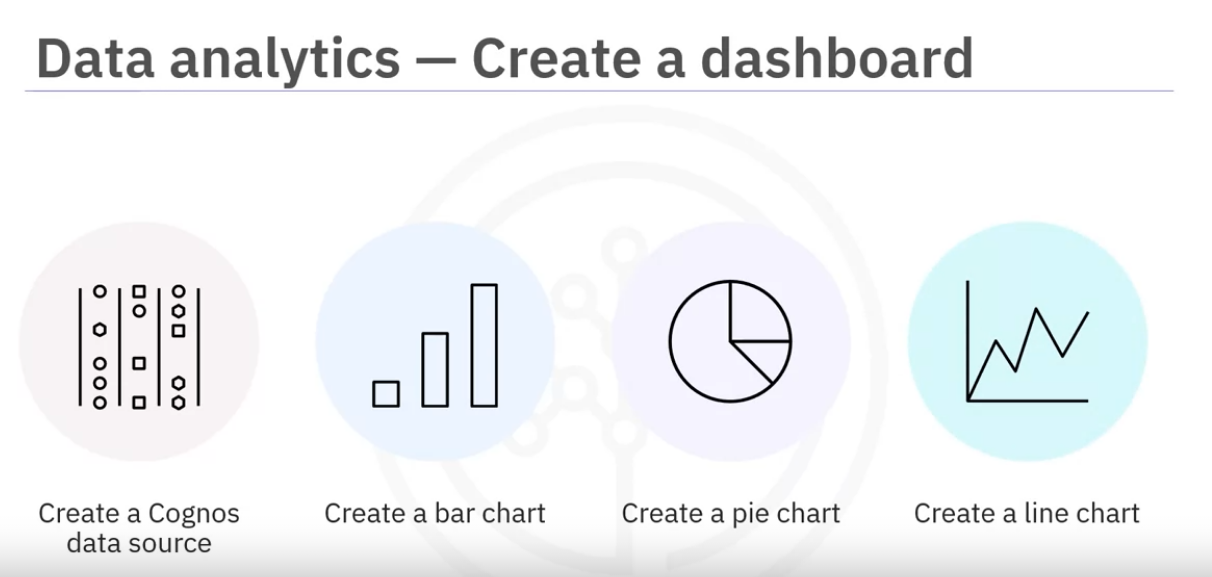 Data analytics — Create a dashboard
Create a Cognos
data source
Create a bar chart
Create a pie chart
Create a line chart